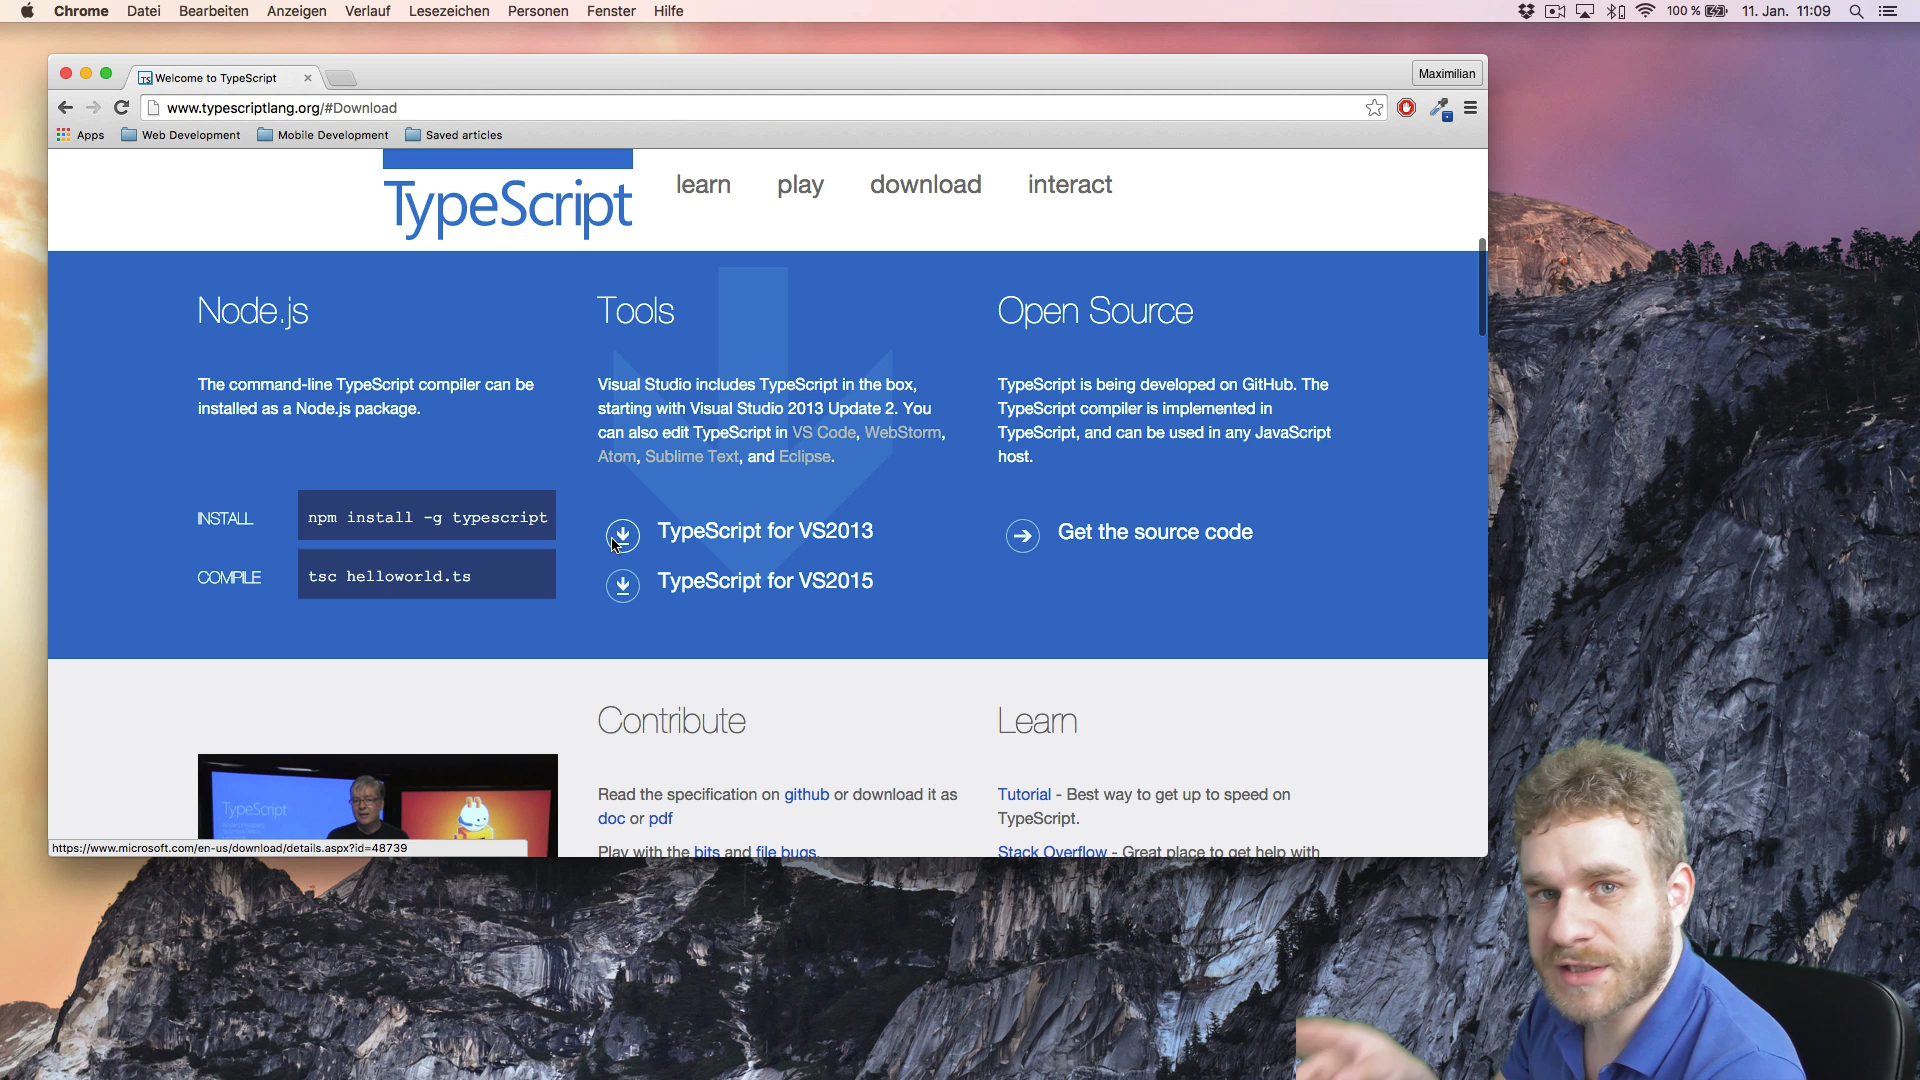 Chrome Datei Bearbeiten Anzeigen Verlauf Lesezeichen Personen Fenster Hilfe 100 % 11. Jan. 11:09
TS Welcome to TypeScript
Maximilian
www.typescriptlang.org/#Download
Apps Web Development Mobile Development Saved articles
TypeScript
learn play download interact
Node.js
The command-line TypeScript compiler can be
installed as a Node.js package.
INSTALL npm install -g typescript
COMPILE tsc helloworld.ts
Tools
Visual Studio includes TypeScript in the box,
starting with Visual Studio 2013 Update 2. You
can also edit TypeScript in VS Code, WebStorm,
Atom, Sublime Text, and Eclipse.
TypeScript for VS2013
TypeScript for VS2015
Open Source
TypeScript is being developed on GitHub. The
TypeScript compiler is implemented in
TypeScript, and can be used in any JavaScript
host.
Get the source code
TypeScript
Contribute
Read the specification on github or download it as
doc or pdf
Play with the bits and file bugs.
Learn
Tutorial - Best way to get up to speed on
TypeScript.
Stack Overflow - Great place to get help with
https://www.microsoft.com/en-us/download/details.aspx?id=48739